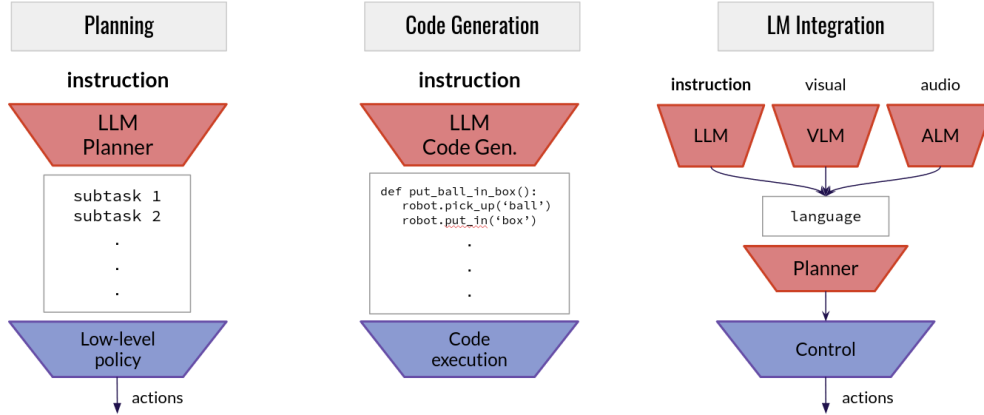 Planning
instruction
LLM
Planner
subtask 1
subtask 2
.
.
.
Low-level
policy
actions
Code Generation
instruction
LLM
Code Gen.
def put_ball_in_box():
robot.pick_up(‘ball’)
robot.put_in(‘box’)
.
.
.
Code
execution
LM Integration
instruction visual audio
LLM VLM ALM
language
Planner
Control
actions